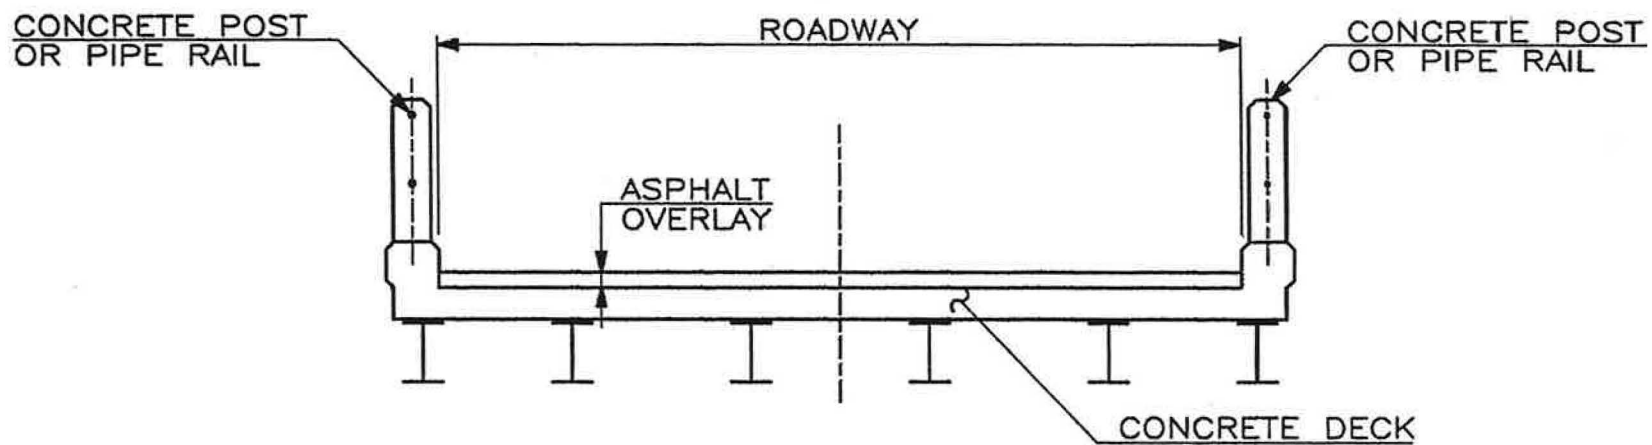 CONCRETE POST
OR PIPE RAIL
ROADWAY
CONCRETE POST
OR PIPE RAIL
ASPHALT
OVERLAY
CONCRETE DECK